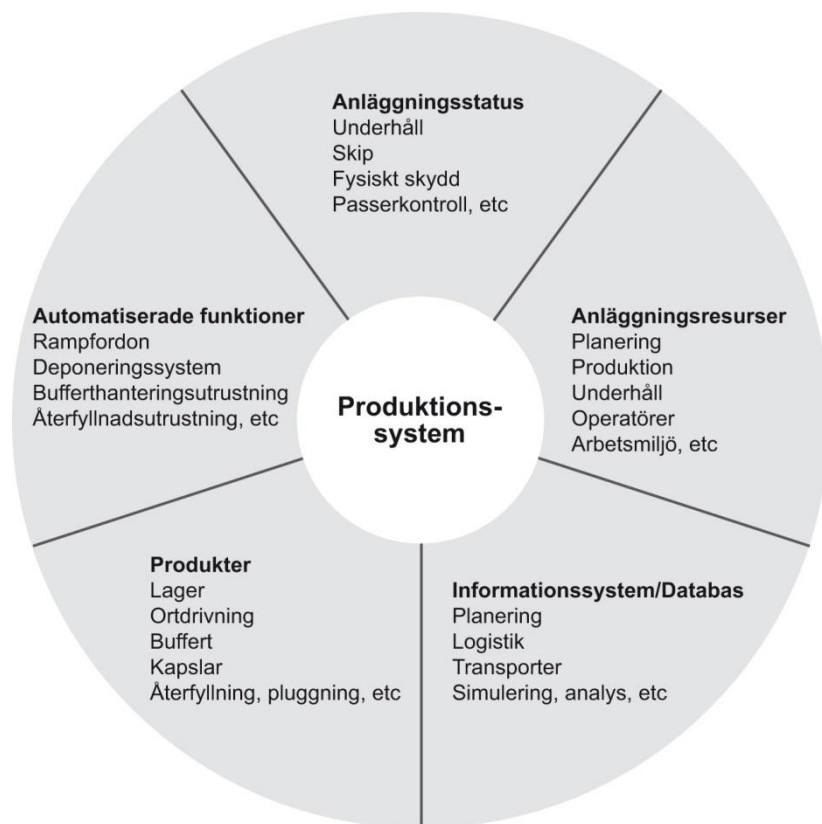 Anläggningsstatus
Underhåll
Skip
Fysiskt skydd
Passerkontroll, etc
Automatiserade funktioner
Rampfordon
Deponeringssystem
Bufferthanteringsutrustning
Återfyllnadsutrustning, etc
Anläggningsresurser
Planering
Produktion
Underhåll
Operatörer
Arbetsmiljö, etc
Produktions-
system
Produkter
Lager
Ortdrivning
Buffert
Kapslar
Återfyllning, pluggning, etc
Informationssystem/Databas
Planering
Logistik
Transporter
Simulering, analys, etc